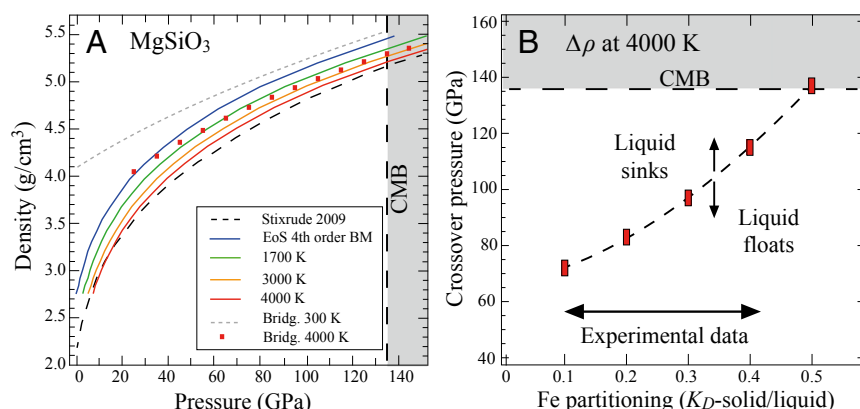 A MgSiO₃
Density (g/cm³)
5.5
5.0
4.5
4.0
3.5
3.0
2.5
2.0
CMB
Stixrude 2009
EoS 4th order BM
1700 K
3000 K
4000 K
Bridg. 300 K
Bridg. 4000 K
0 20 40 60 80 100 120 140
Pressure (GPa)
B Δρ at 4000 K
CMB
Crossover pressure (GPa)
160
140
120
100
80
60
40
Liquid
sinks
Liquid
floats
Experimental data
0 0.1 0.2 0.3 0.4 0.5
Fe partitioning (K_D-solid/liquid)